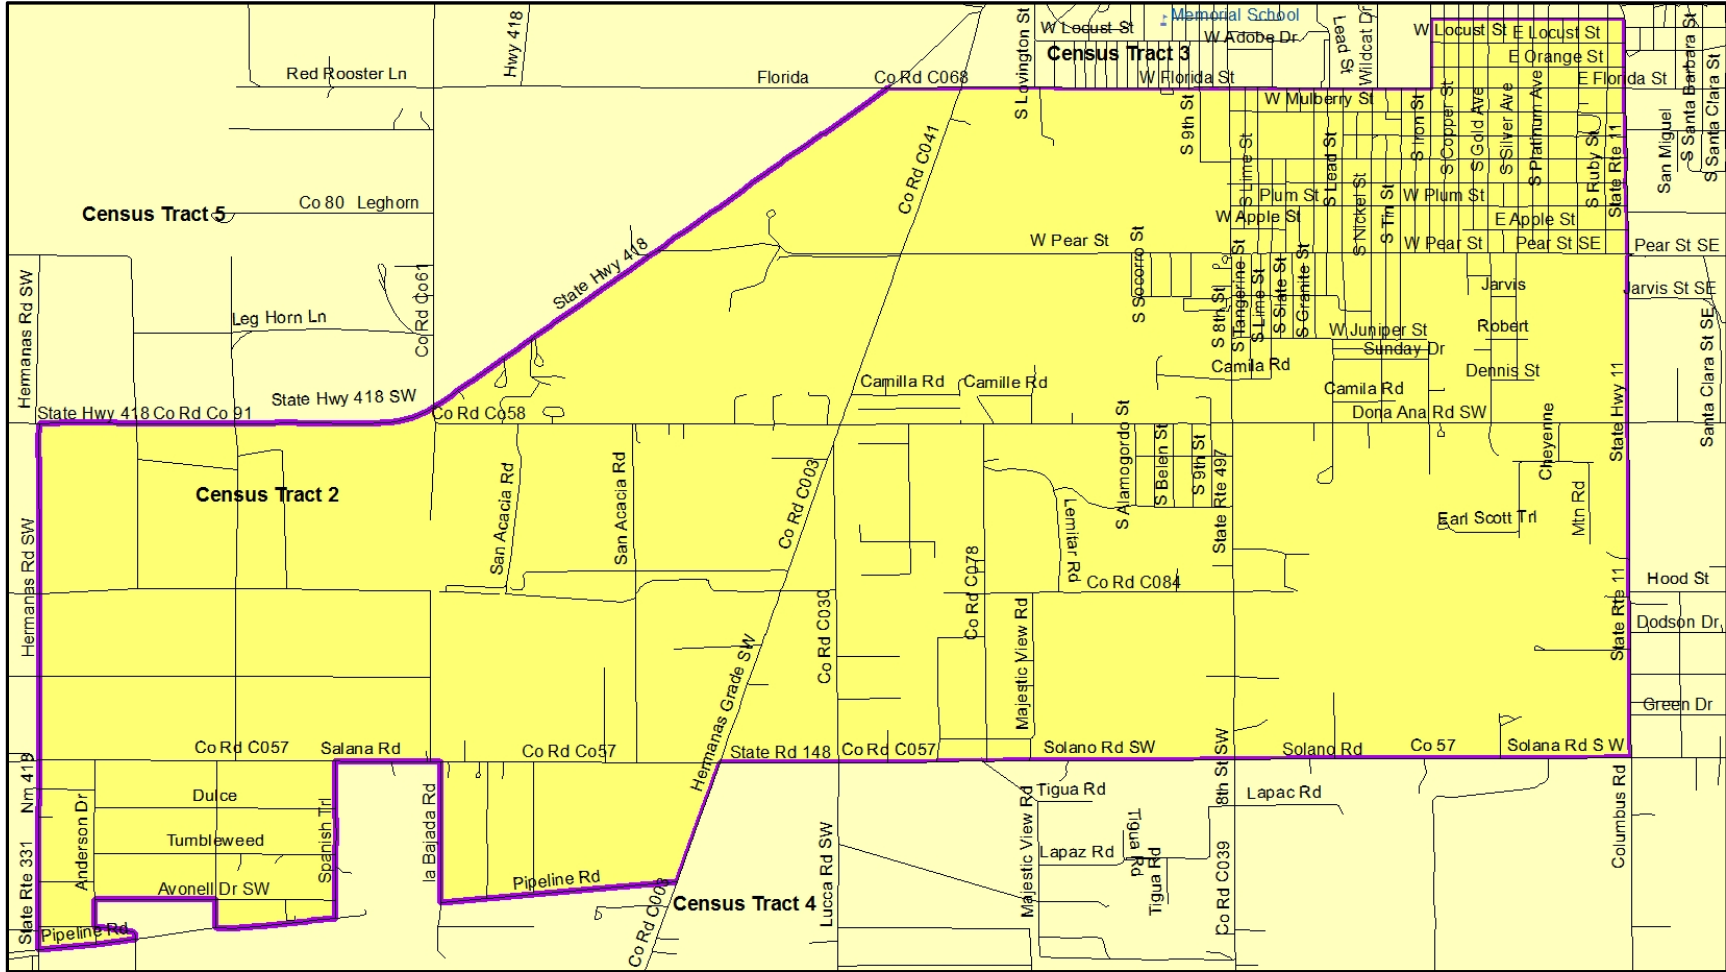 Memorial School
Hwy 418
S Lovington St
W Locust St
W Adobe Dr
Lead St
Wildcat Dr
W Locust St
E Locust St
S Santa Barbara St
Census Tract 3
E Orange St
Red Rooster Ln
Florida
Co Rd C068
W Florida St
E Florida St
S Santa Clara St
W Mulberry St
S 9th St
S Iron St
S Copper St
S Gold Ave
S Silver Ave
S Platinum Ave
S Ruby St
State Rte 11
San Miguel
Co Rd C041
S Lime St
S Lead St
Co 80 Leghorn
Census Tract 5
Plum St
W Plum St
S Nickel St
S Tin St
W Apple St
E Apple St
W Pear St
W Pear St
Pear St SE
Pear St SE
State Hwy 418
S Socorro St
Hermanas Rd SW
Co Rd Co61
S 8th St
S Tangerine St
S Lime St
S Slate St
S Granite St
Jarvis
Jarvis St SE
Leg Horn Ln
W Juniper St
Robert
Sunday Dr
Santa Clara St SE
Camila Rd
Dennis St
Camilla Rd
Camille Rd
Camila Rd
State Hwy 418 SW
State Hwy 418
Co Rd Co 91
Co Rd Co58
Dona Ana Rd SW
State Hwy 11
S Alamogordo St
S Belen St
S 9th St
Cheyenne
Census Tract 2
San Acacia Rd
San Acacia Rd
Co Rd C003
State Rte 497
Lemitar Rd
Earl Scott Trl
Mtn Rd
Hermanas Rd SW
Co Rd C078
Co Rd C084
Hood St
State Rte 11
Co Rd C030
Majestic View Rd
Dodson Dr
Hermanas Grade SW
Green Dr
Co Rd C057
Salana Rd
Co Rd Co57
State Rd 148
Co Rd C057
Solano Rd SW
Solano Rd
Co 57
Solana Rd S W
Nm 419
8th St SW
Anderson Dr
Dulce
Spanish Trl
la Bajada Rd
Tigua Rd
Lapac Rd
Majestic View Rd
Tigua Rd
Columbus Rd
Tumbleweed
Lucca Rd SW
Lapaz Rd
Tigua Rd
Co Rd C039
State Rte 331
Avonell Dr SW
Pipeline Rd
Co Rd C003
Census Tract 4
Pipeline Rd